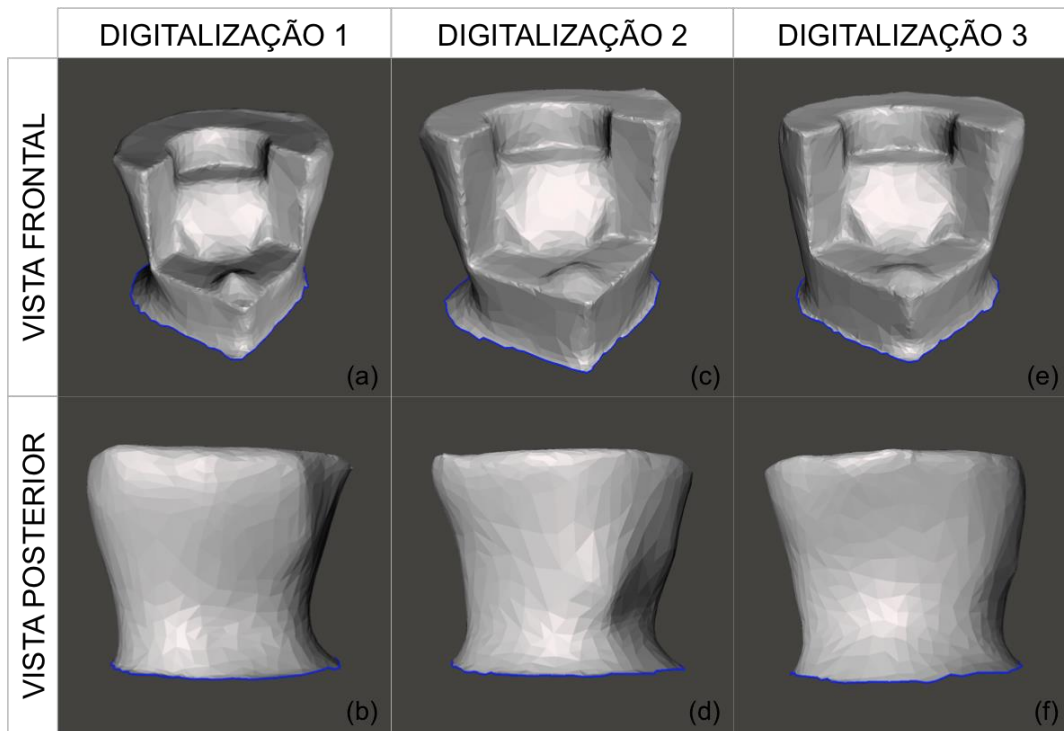 DIGITALIZAÇÃO 1
DIGITALIZAÇÃO 2
DIGITALIZAÇÃO 3
VISTA FRONTAL
(a)
(c)
(e)
VISTA POSTERIOR
(b)
(d)
(f)